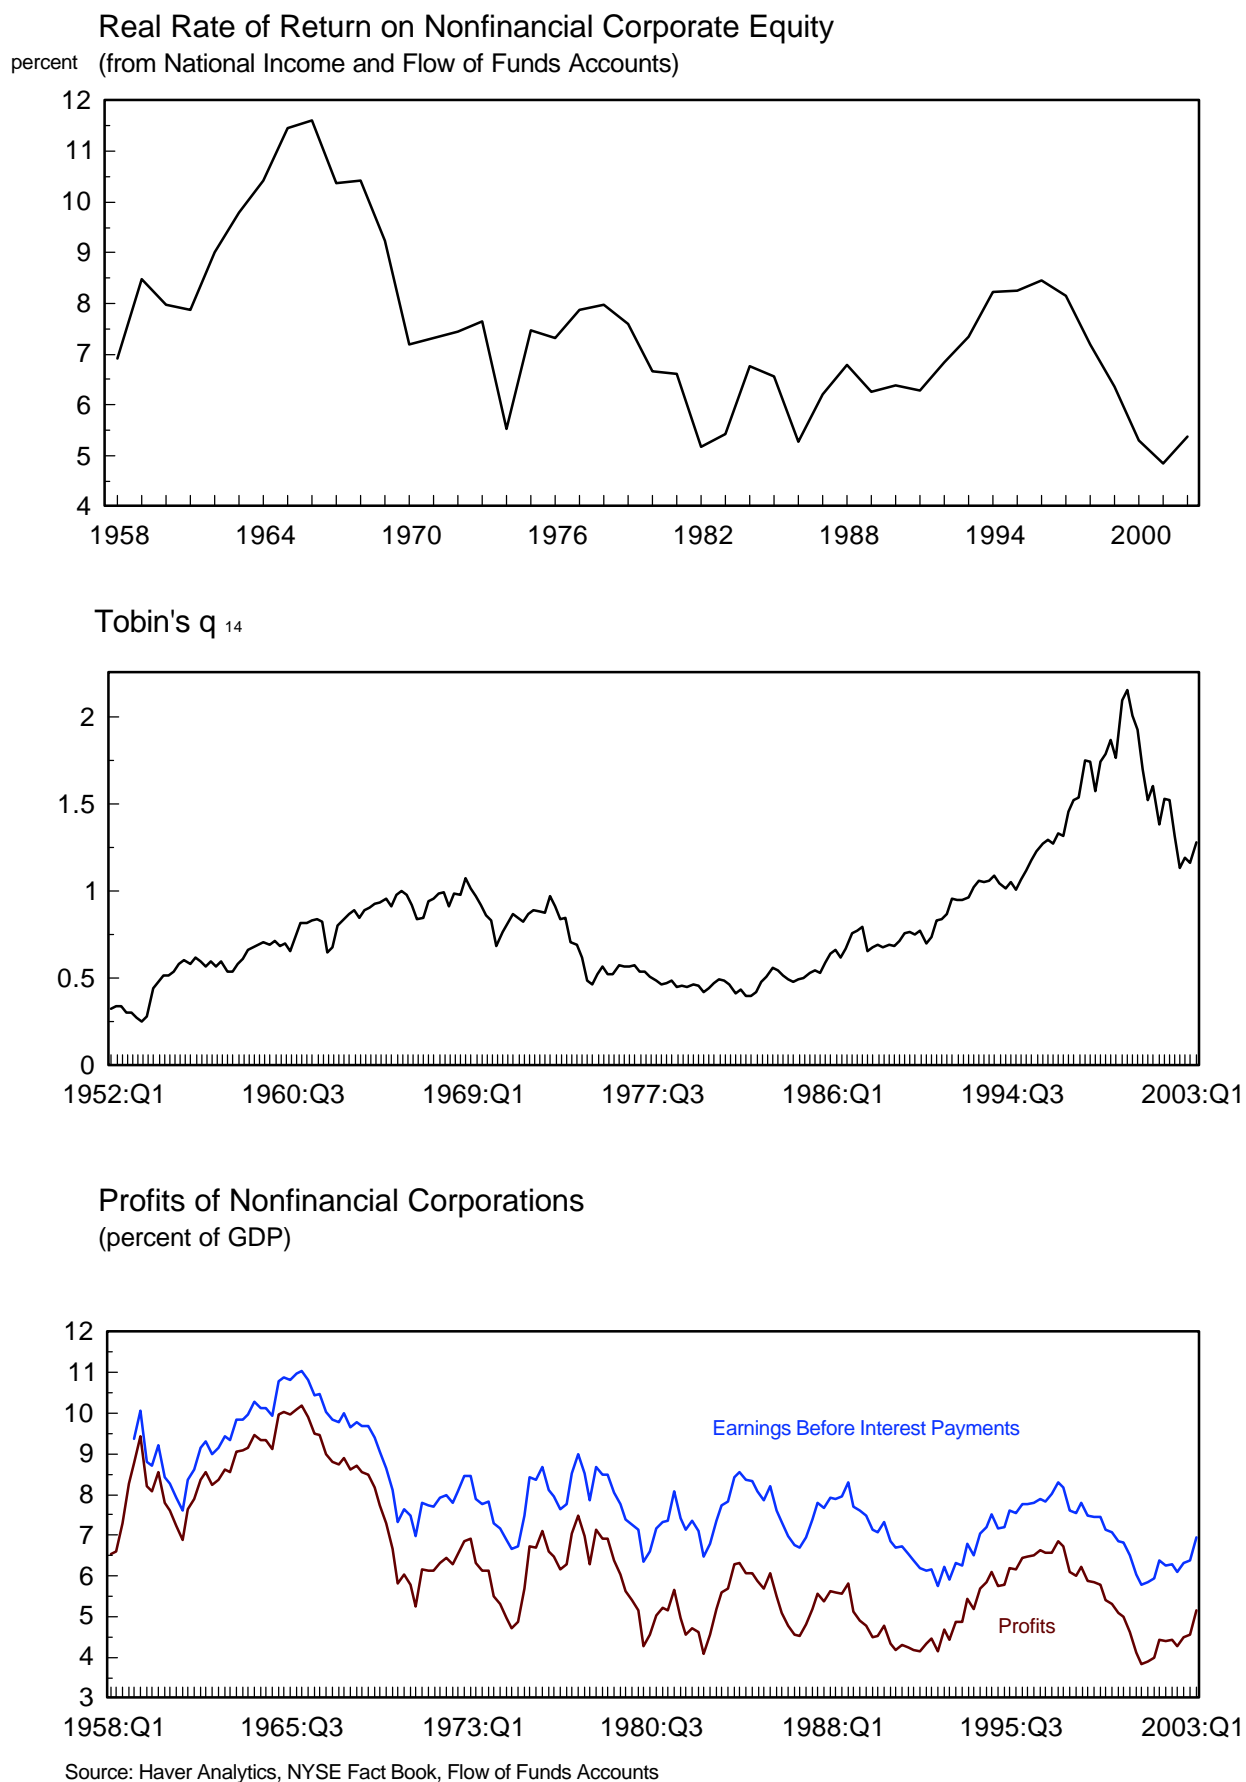 Real Rate of Return on Nonfinancial Corporate Equity
percent (from National Income and Flow of Funds Accounts)
12
11
10
9
8
7
6
5
4
1958 1964 1970 1976 1982 1988 1994 2000
Tobin's q 14
2
1.5
1
0.5
0
1952:Q1 1960:Q3 1969:Q1 1977:Q3 1986:Q1 1994:Q3 2003:Q1
Profits of Nonfinancial Corporations
(percent of GDP)
12
11
10
Earnings Before Interest Payments
9
8
7
6
5
Profits
4
3
1958:Q1 1965:Q3 1973:Q1 1980:Q3 1988:Q1 1995:Q3 2003:Q1
Source: Haver Analytics, NYSE Fact Book, Flow of Funds Accounts